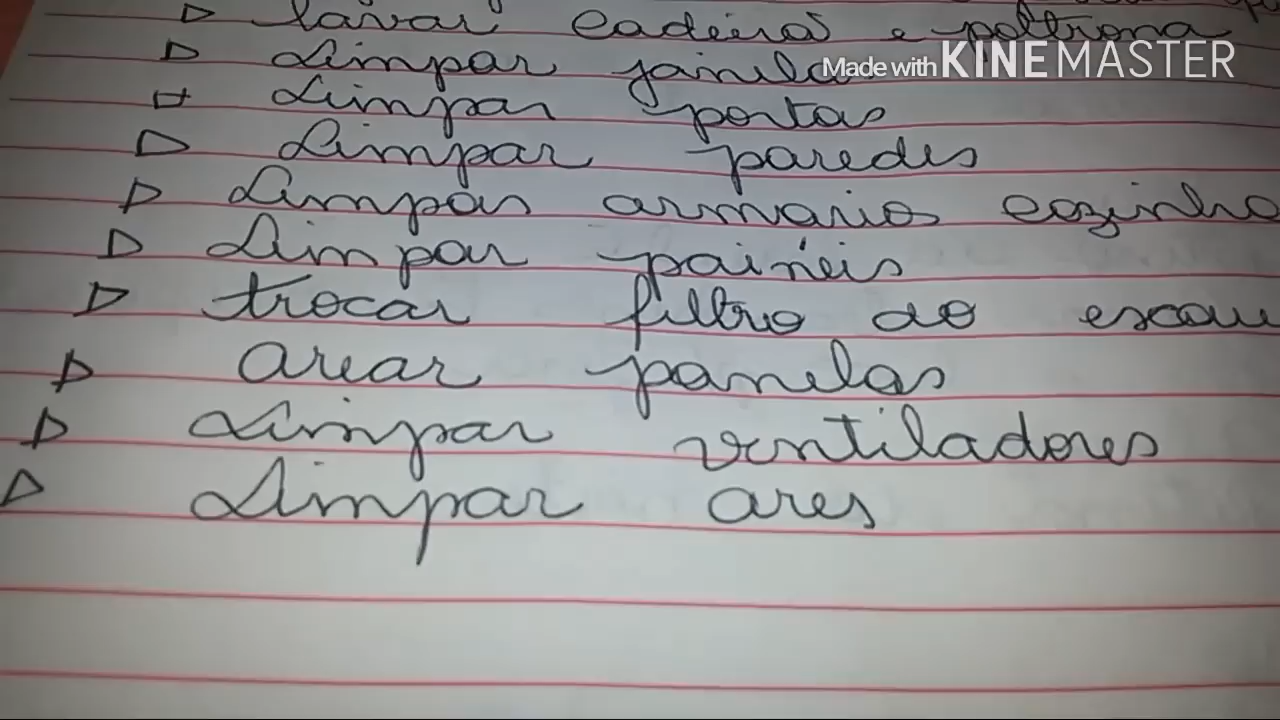 lavar cadeiras e poltrona
Limpar janelas
Made with KINEMASTER
Limpar portas
Limpar paredes
Limpar armarios cozinha
Limpar painéis
trocar filtro do
arear panelas
Limpar ventiladores
Limpar ares